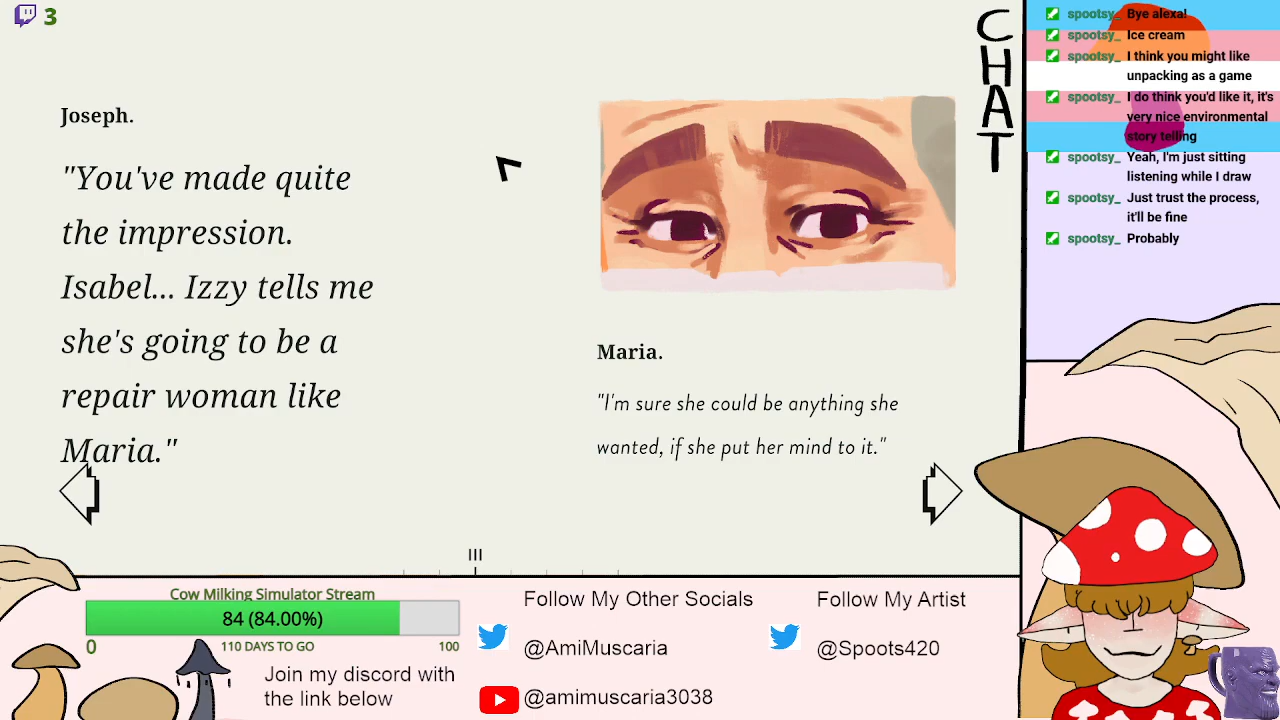 3
Joseph.
"You've made quite
the impression.
Isabel... Izzy tells me
she's going to be a
repair woman like
Maria."
Maria.
"I'm sure she could be anything she
wanted, if she put her mind to it."
III
CHAT
spootsy_ Bye alexa!
spootsy_ Ice cream
spootsy_ I think you might like
unpacking as a game
spootsy_ I do think you'd like it, it's
very nice environmental
story telling
spootsy_ Yeah, I'm just sitting
listening while I draw
spootsy_ Just trust the process,
it'll be fine
spootsy_ Probably
Cow Milking Simulator Stream
84 (84.00%)
0 110 DAYS TO GO 100
Join my discord with
the link below
Follow My Other Socials
@AmiMuscaria
@amimuscaria3038
Follow My Artist
@Spoots420